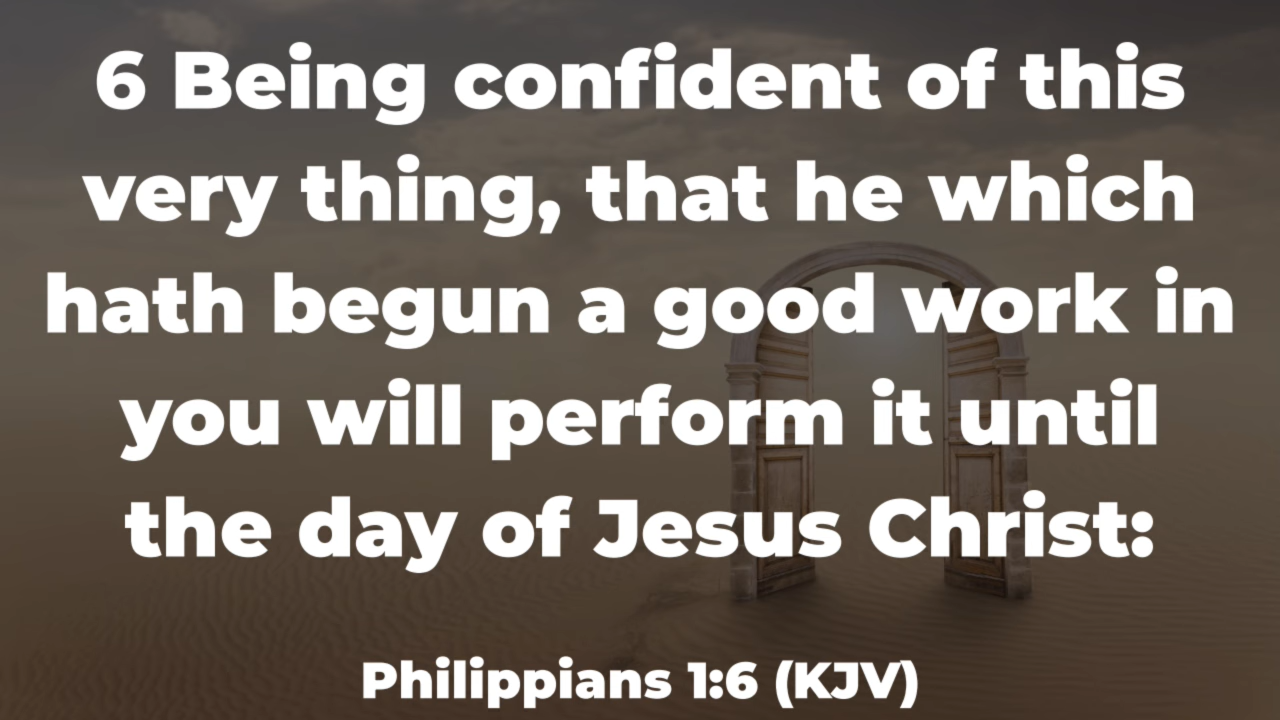 6 Being confident of this
very thing, that he which
hath begun a good work in
you will perform it until
the day of Jesus Christ:
Philippians 1:6 (KJV)